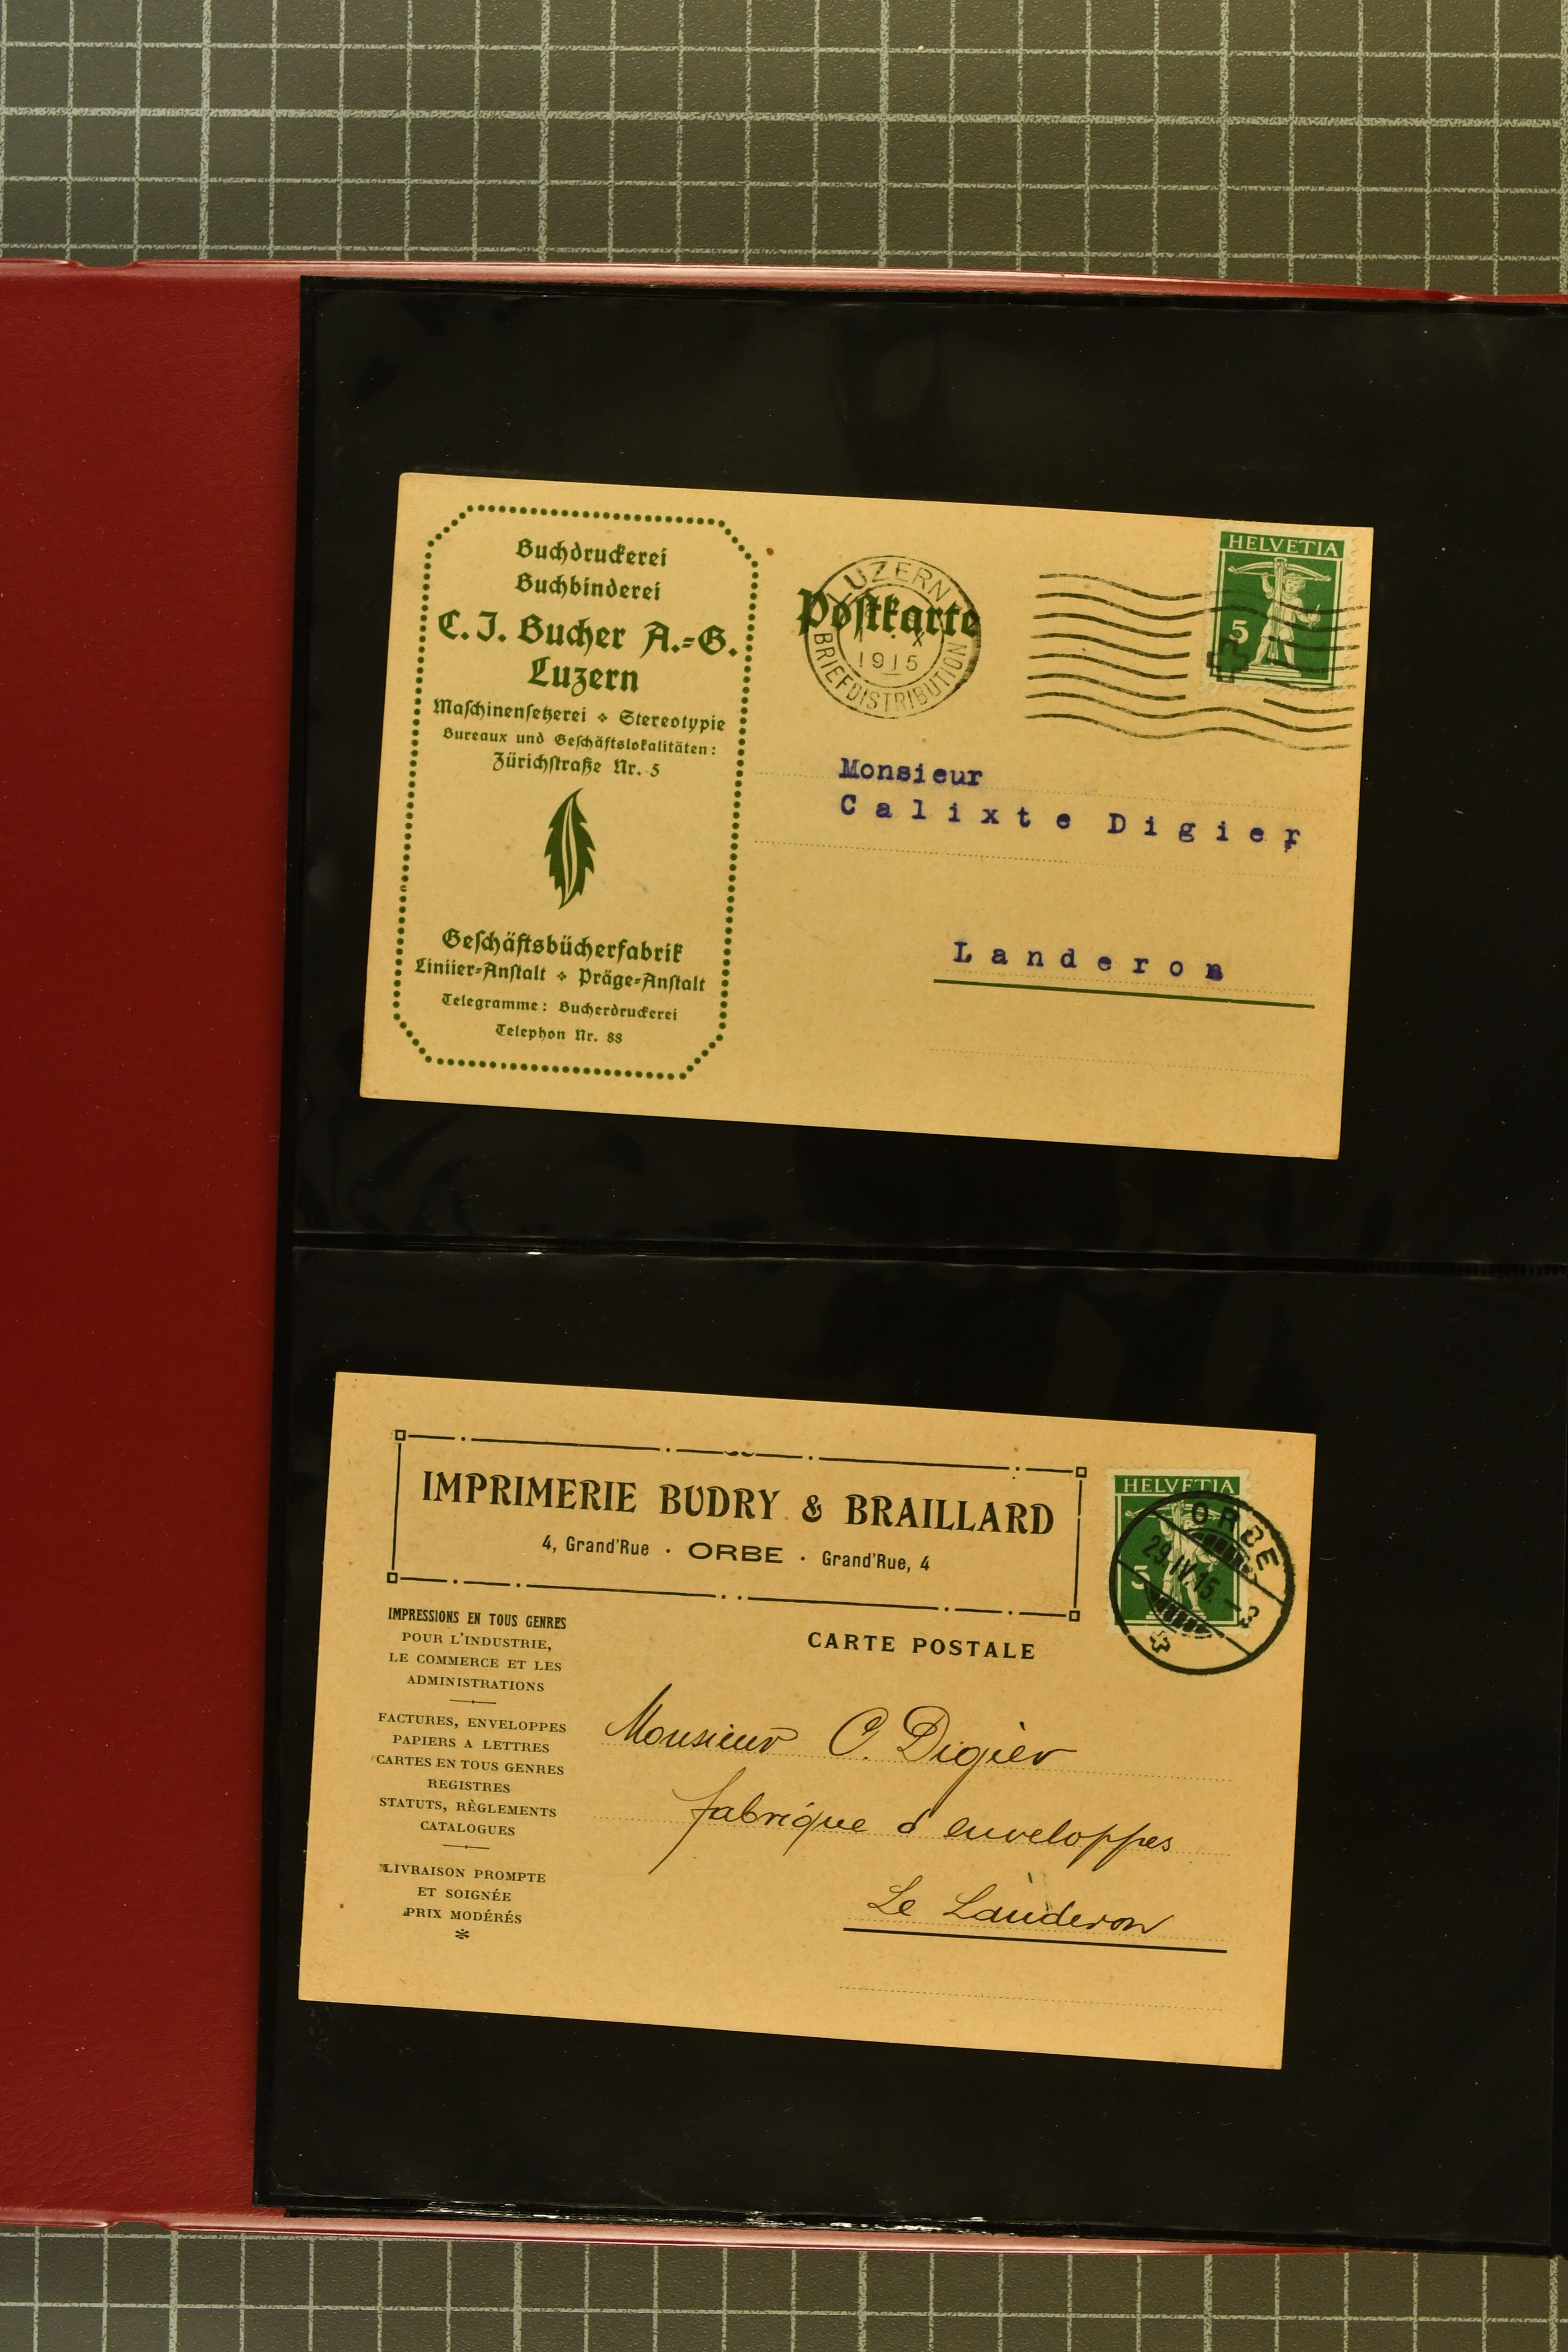 Buchdruckerei
Buchbinderei
C. J. Bucher A.=G.
Luzern
Maschinensetzerei ❖ Stereotypie
Bureaux und Geschäftslokalitäten:
Zürichstraße Nr. 5
Geschäftsbücherfabrik
Liniier=Anstalt ❖ Präge=Anstalt
Telegramme: Bucherdruckerei
Telephon Nr. 88
Postkarte
LUZERN
X
1915
BRIEFDISTRIBUTION
HELVETIA
5
Monsieur
Calixte Digier
Landeron
IMPRIMERIE BUDRY & BRAILLARD
4, Grand'Rue · ORBE · Grand'Rue, 4
IMPRESSIONS EN TOUS GENRES
POUR L'INDUSTRIE,
LE COMMERCE ET LES
ADMINISTRATIONS
FACTURES, ENVELOPPES
PAPIERS A LETTRES
CARTES EN TOUS GENRES
REGISTRES
STATUTS, RÈGLEMENTS
CATALOGUES
LIVRAISON PROMPTE
ET SOIGNÉE
PRIX MODÉRÉS
*
CARTE POSTALE
HELVETIA
5
ORBE
29.IV.15.–3
Monsieur C. Digier
fabrique d'enveloppes
Le Landeron